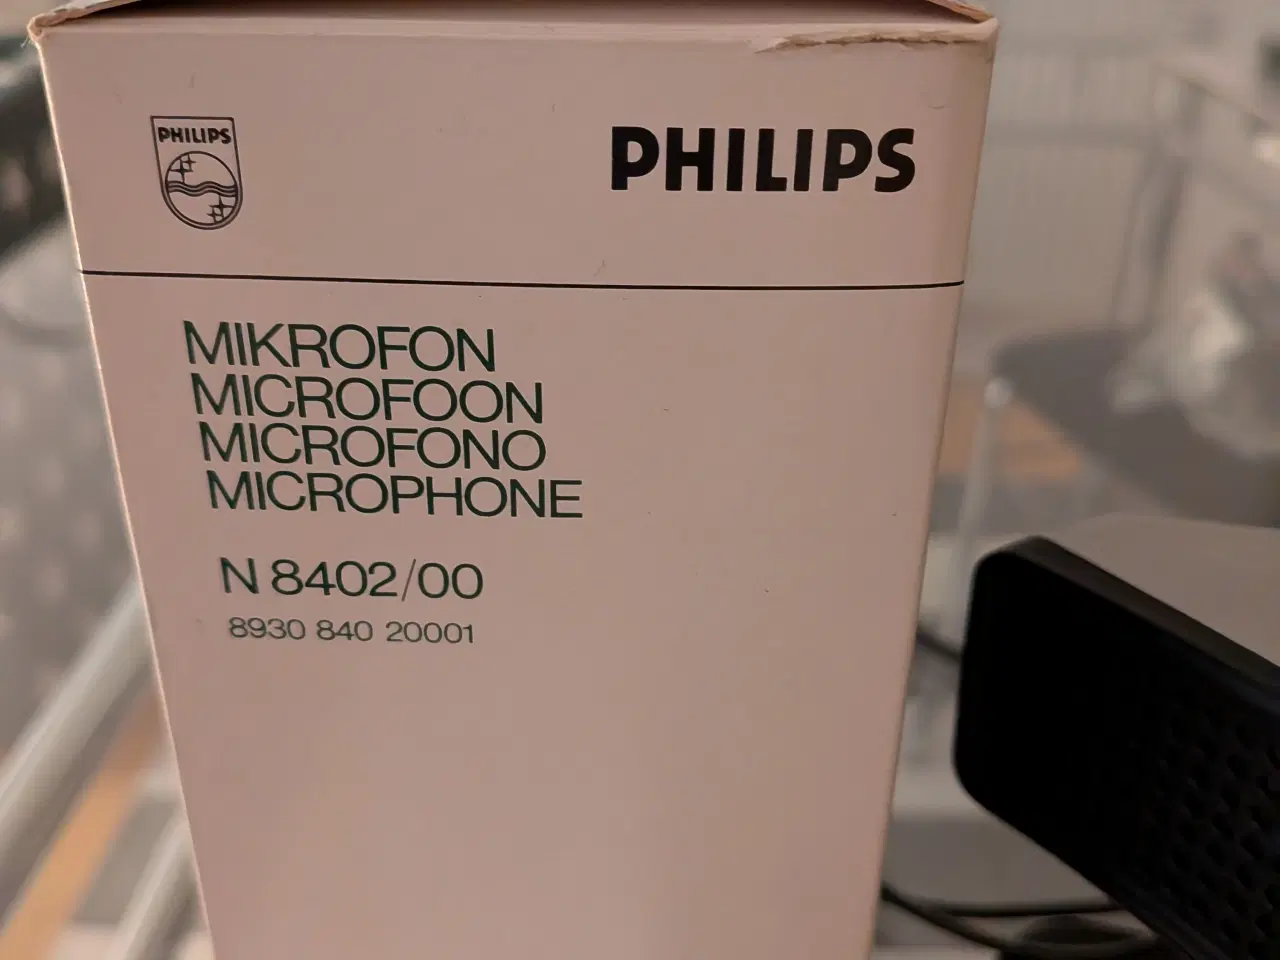 PHILIPS
PHILIPS
MIKROFON
MICROFOON
MICROFONO
MICROPHONE
N 8402/00
8930 840 20001